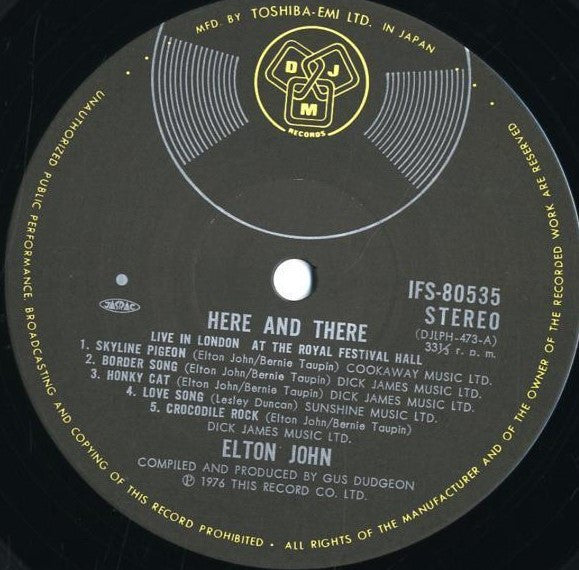 MFD. BY TOSHIBA-EMI LTD. IN JAPAN
D J M
RECORDS
IFS-80535
STEREO
(DJLPH-473-A)
33⅓ r. p. m.
JASRAC
HERE AND THERE
LIVE IN LONDON AT THE ROYAL FESTIVAL HALL
1. SKYLINE PIGEON (Elton John/Bernie Taupin) COOKAWAY MUSIC LTD.
2. BORDER SONG (Elton John/Bernie Taupin) DICK JAMES MUSIC LTD.
3. HONKY CAT (Elton John/Bernie Taupin) DICK JAMES MUSIC LTD.
4. LOVE SONG (Lesley Duncan) SUNSHINE MUSIC LTD.
5. CROCODILE ROCK (Elton John/Bernie Taupin)
DICK JAMES MUSIC LTD.
ELTON JOHN
COMPILED AND PRODUCED BY GUS DUDGEON
Ⓟ 1976 THIS RECORD CO. LTD.
UNAUTHORIZED PUBLIC PERFORMANCE, BROADCASTING AND COPYING OF THIS RECORD PROHIBITED · ALL RIGHTS OF THE MANUFACTURER AND OF THE OWNER OF THE RECORDED WORK ARE RESERVED